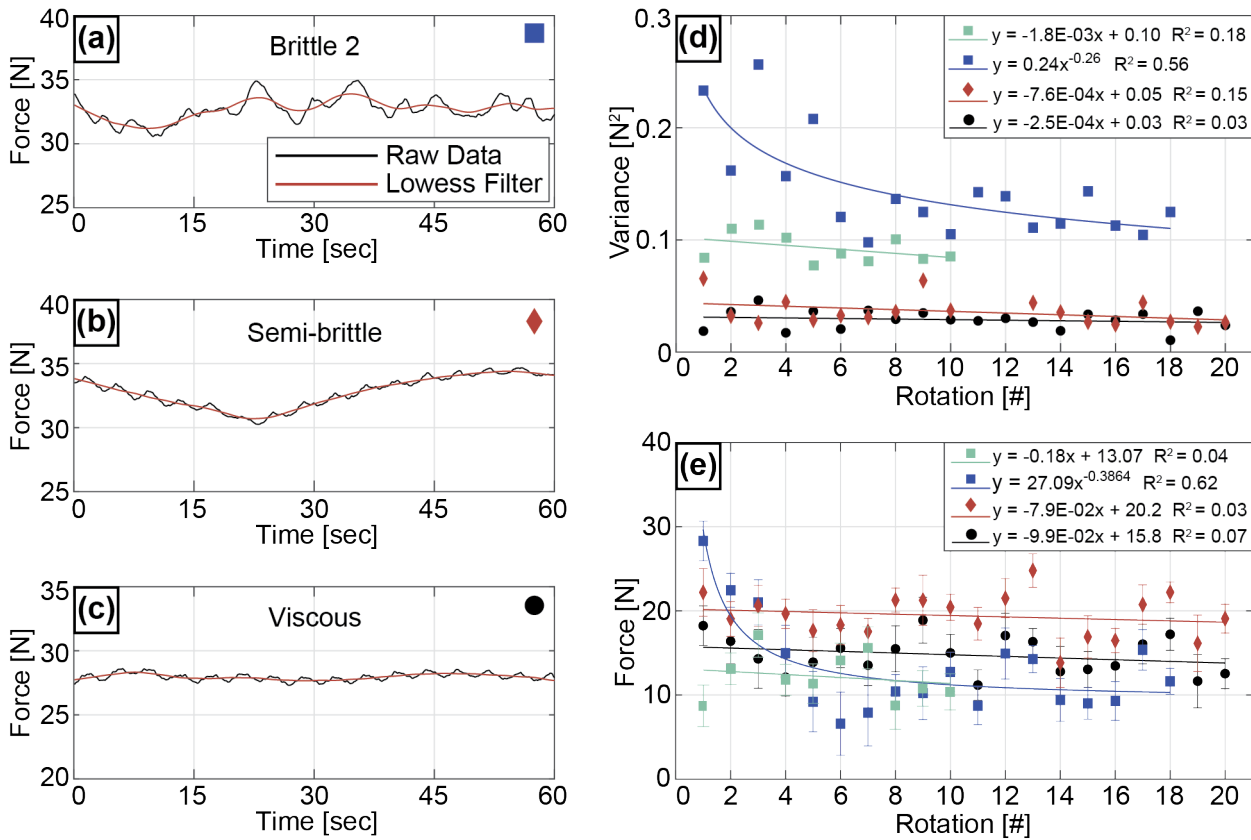 (a)
Brittle 2
Force [N]
40
35
30
25
Raw Data
Lowess Filter
0
15
30
45
60
Time [sec]
(b)
Semi-brittle
Force [N]
40
35
30
25
0
15
30
45
60
Time [sec]
(c)
Viscous
Force [N]
35
30
25
20
0
15
30
45
60
Time [sec]
(d)
Variance [N²]
0.3
0.2
0.1
0
y = -1.8E-03x + 0.10 R² = 0.18
y = 0.24x^-0.26 R² = 0.56
y = -7.6E-04x + 0.05 R² = 0.15
y = -2.5E-04x + 0.03 R² = 0.03
0 2 4 6 8 10 12 14 16 18 20
Rotation [#]
(e)
Force [N]
40
30
20
10
0
y = -0.18x + 13.07 R² = 0.04
y = 27.09x^-0.3864 R² = 0.62
y = -7.9E-02x + 20.2 R² = 0.03
y = -9.9E-02x + 15.8 R² = 0.07
0 2 4 6 8 10 12 14 16 18 20
Rotation [#]